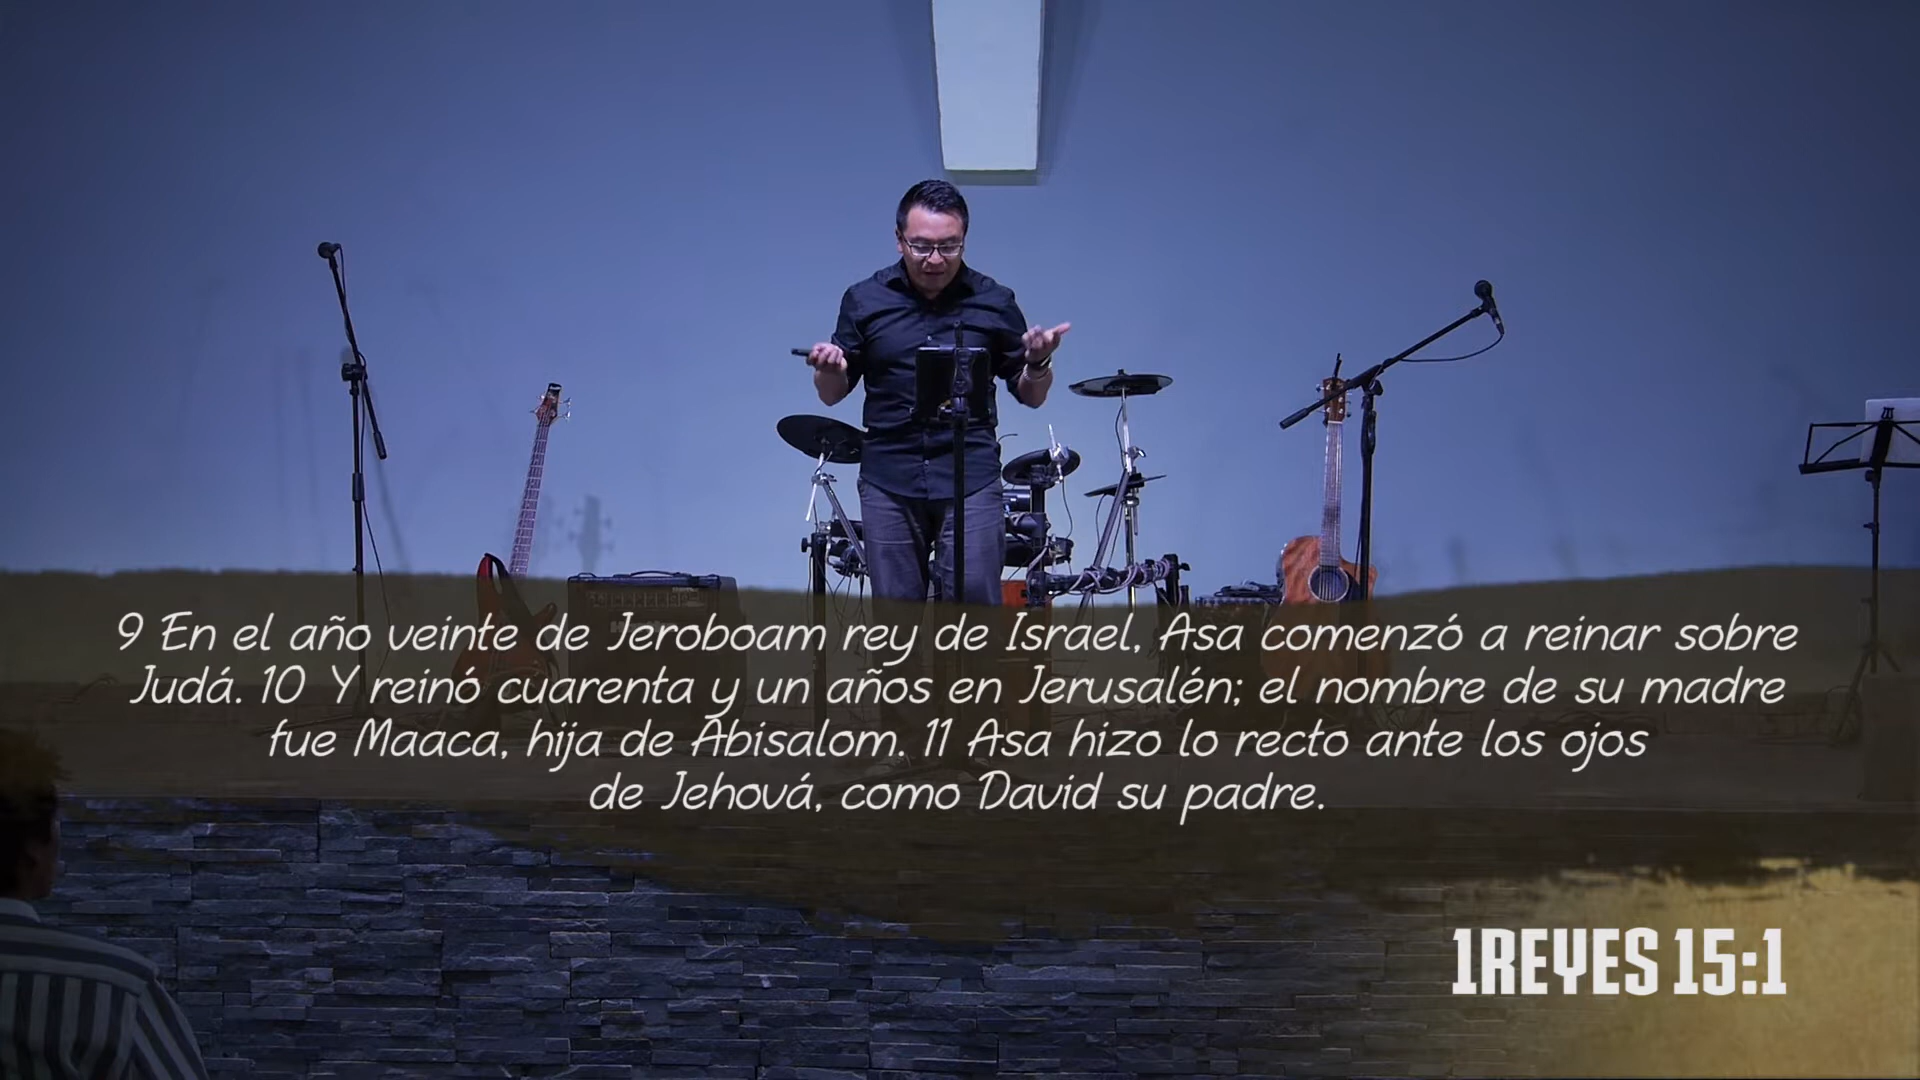 9 En el año veinte de Jeroboam rey de Israel, Asa comenzó a reinar sobre
Judá. 10 Y reinó cuarenta y un años en Jerusalén; el nombre de su madre
fue Maaca, hija de Abisalom. 11 Asa hizo lo recto ante los ojos
de Jehová, como David su padre.
1REYES 15:1